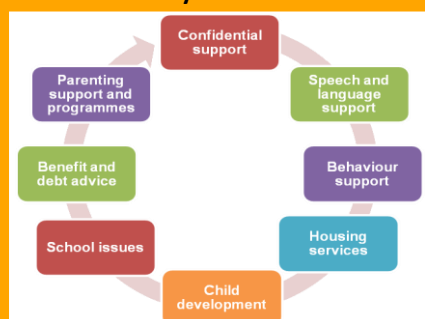 Confidential
support
Speech and
language
support
Behaviour
support
Housing
services
Child
development
School issues
Benefit and
debt advice
Parenting
support and
programmes